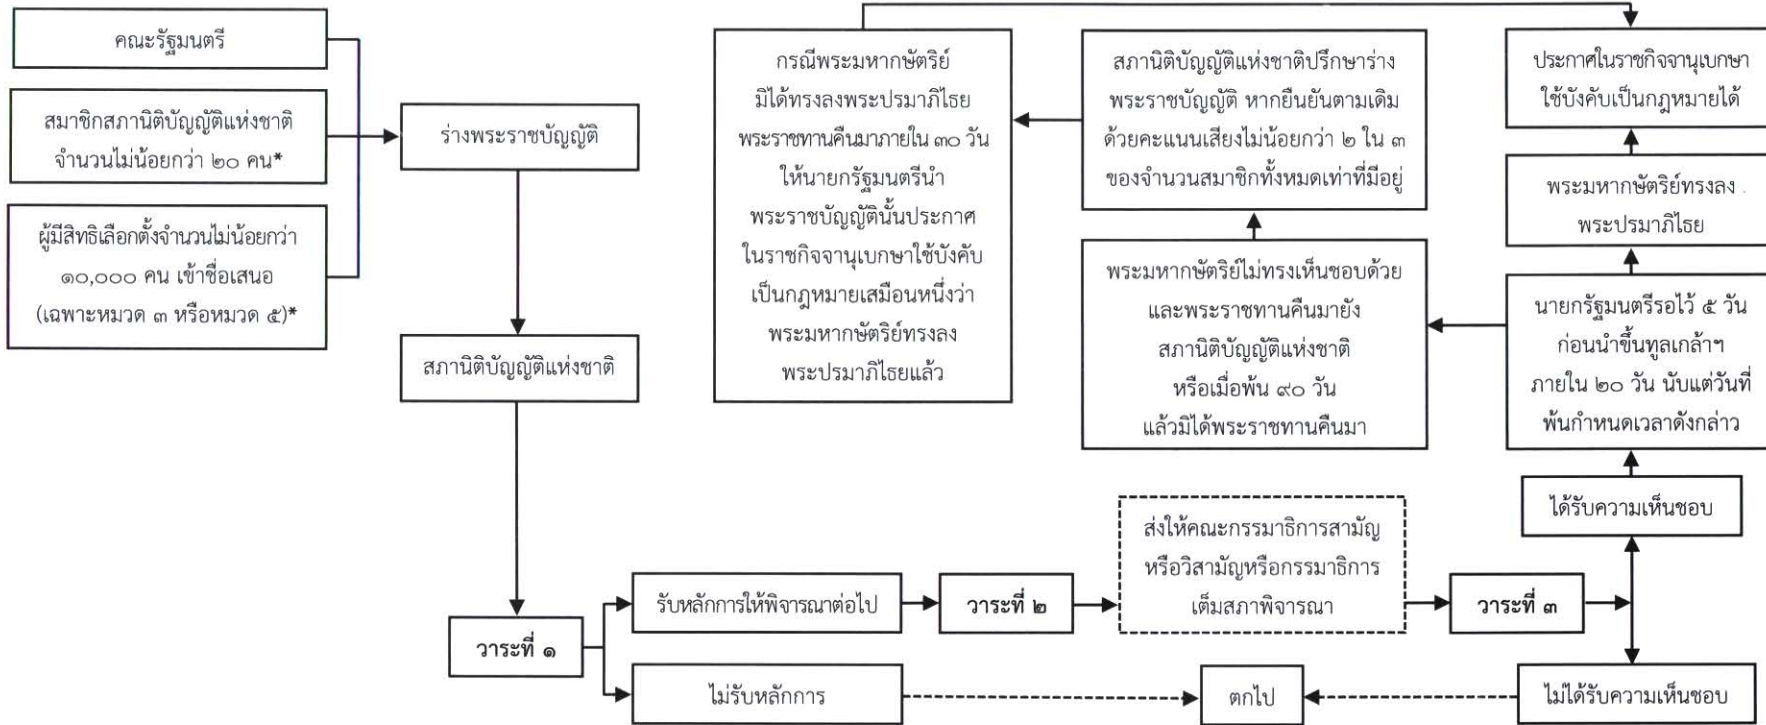 คณะรัฐมนตรี
สมาชิกสภานิติบัญญัติแห่งชาติ
จำนวนไม่น้อยกว่า ๒๐ คน*
ผู้มีสิทธิเลือกตั้งจำนวนไม่น้อยกว่า
๑๐,๐๐๐ คน เข้าชื่อเสนอ
(เฉพาะหมวด ๓ หรือหมวด ๕)*
ร่างพระราชบัญญัติ
สภานิติบัญญัติแห่งชาติ
กรณีพระมหากษัตริย์
มิได้ทรงลงพระปรมาภิไธย
พระราชทานคืนมาภายใน ๓๐ วัน
ให้นายกรัฐมนตรีนำ
พระราชบัญญัตินั้นประกาศ
ในราชกิจจานุเบกษาใช้บังคับ
เป็นกฎหมายเสมือนหนึ่งว่า
พระมหากษัตริย์ทรงลง
พระปรมาภิไธยแล้ว
สภานิติบัญญัติแห่งชาติปรึกษาร่าง
พระราชบัญญัติ หากยืนยันตามเดิม
ด้วยคะแนนเสียงไม่น้อยกว่า ๒ ใน ๓
ของจำนวนสมาชิกทั้งหมดเท่าที่มีอยู่
พระมหากษัตริย์ไม่ทรงเห็นชอบด้วย
และพระราชทานคืนมายัง
สภานิติบัญญัติแห่งชาติ
หรือเมื่อพ้น ๙๐ วัน
แล้วมิได้พระราชทานคืนมา
ประกาศในราชกิจจานุเบกษา
ใช้บังคับเป็นกฎหมายได้
พระมหากษัตริย์ทรงลง
พระปรมาภิไธย
นายกรัฐมนตรีรอไว้ ๕ วัน
ก่อนนำขึ้นทูลเกล้าฯ
ภายใน ๒๐ วัน นับแต่วันที่
พ้นกำหนดเวลาดังกล่าว
ได้รับความเห็นชอบ
วาระที่ ๑
รับหลักการให้พิจารณาต่อไป
วาระที่ ๒
ส่งให้คณะกรรมาธิการสามัญ
หรือวิสามัญหรือกรรมาธิการ
เต็มสภาพิจารณา
วาระที่ ๓
ไม่รับหลักการ
ตกไป
ไม่ได้รับความเห็นชอบ